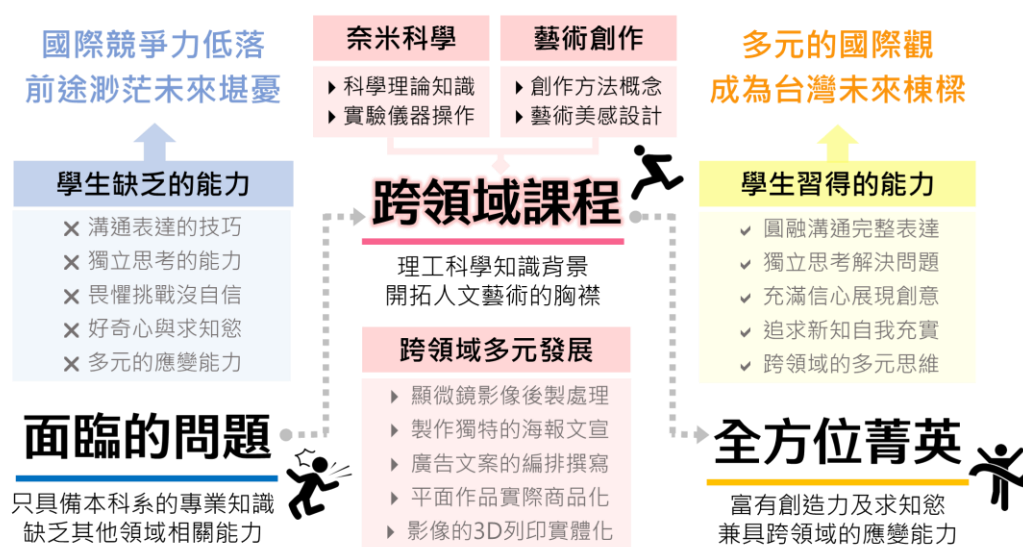 國際競爭力低落
前途渺茫未來堪憂
學生缺乏的能力
溝通表達的技巧
獨立思考的能力
畏懼挑戰沒自信
好奇心與求知慾
多元的應變能力
面臨的問題
只具備本科系的專業知識
缺乏其他領域相關能力
奈米科學
科學理論知識
實驗儀器操作
藝術創作
創作方法概念
藝術美感設計
跨領域課程
理工科學知識背景
開拓人文藝術的胸襟
跨領域多元發展
顯微鏡影像後製處理
製作獨特的海報文宣
廣告文案的編排撰寫
平面作品實際商品化
影像的3D列印實體化
多元的國際觀
成為台灣未來棟樑
學生習得的能力
圓融溝通完整表達
獨立思考解決問題
充滿信心展現創意
追求新知自我充實
跨領域的多元思維
全方位菁英
富有創造力及求知慾
兼具跨領域的應變能力